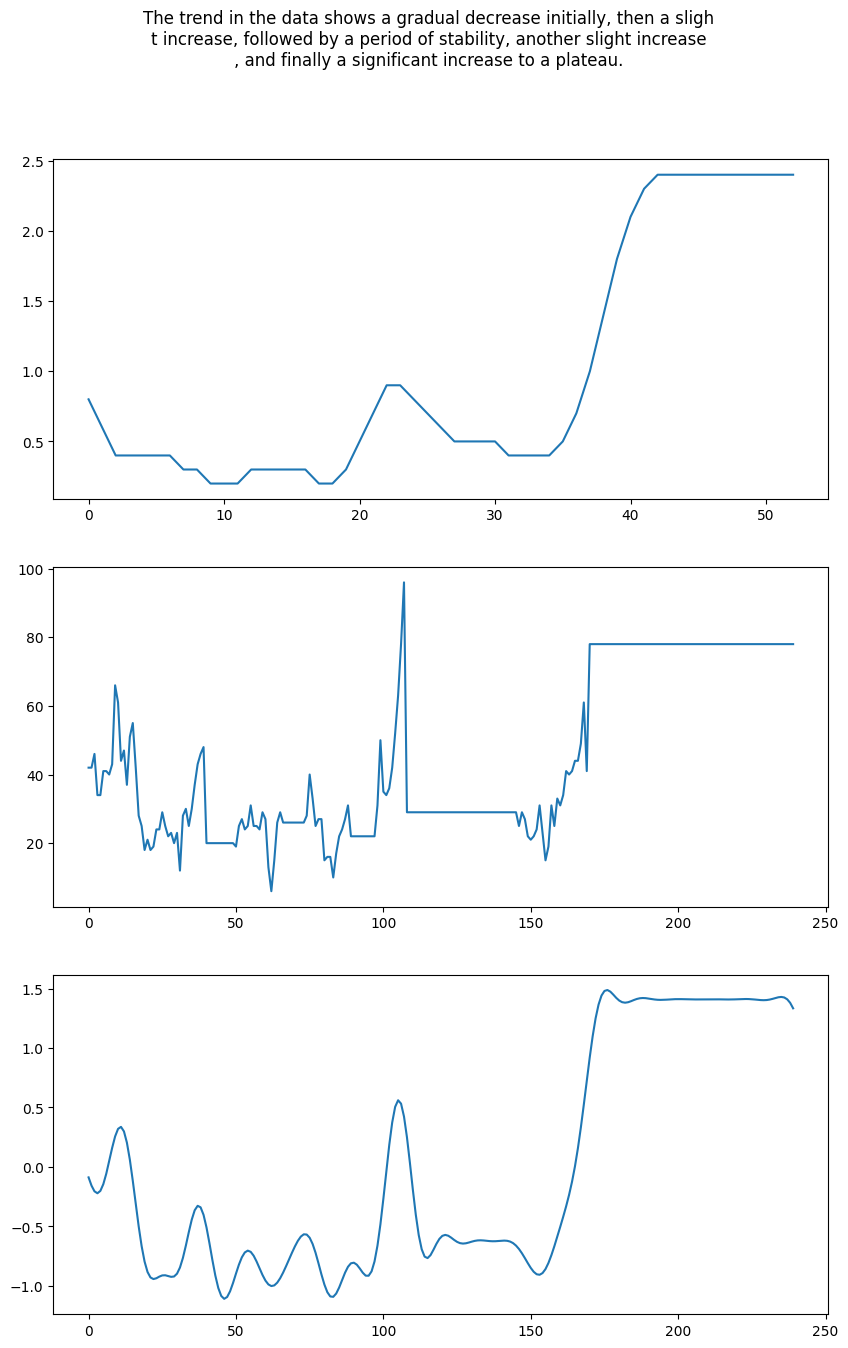 The trend in the data shows a gradual decrease initially, then a sligh
t increase, followed by a period of stability, another slight increase
, and finally a significant increase to a plateau.
2.5
2.0
1.5
1.0
0.5
0 10 20 30 40 50
100
80
60
40
20
0 50 100 150 200 250
1.5
1.0
0.5
0.0
−0.5
−1.0
0 50 100 150 200 250